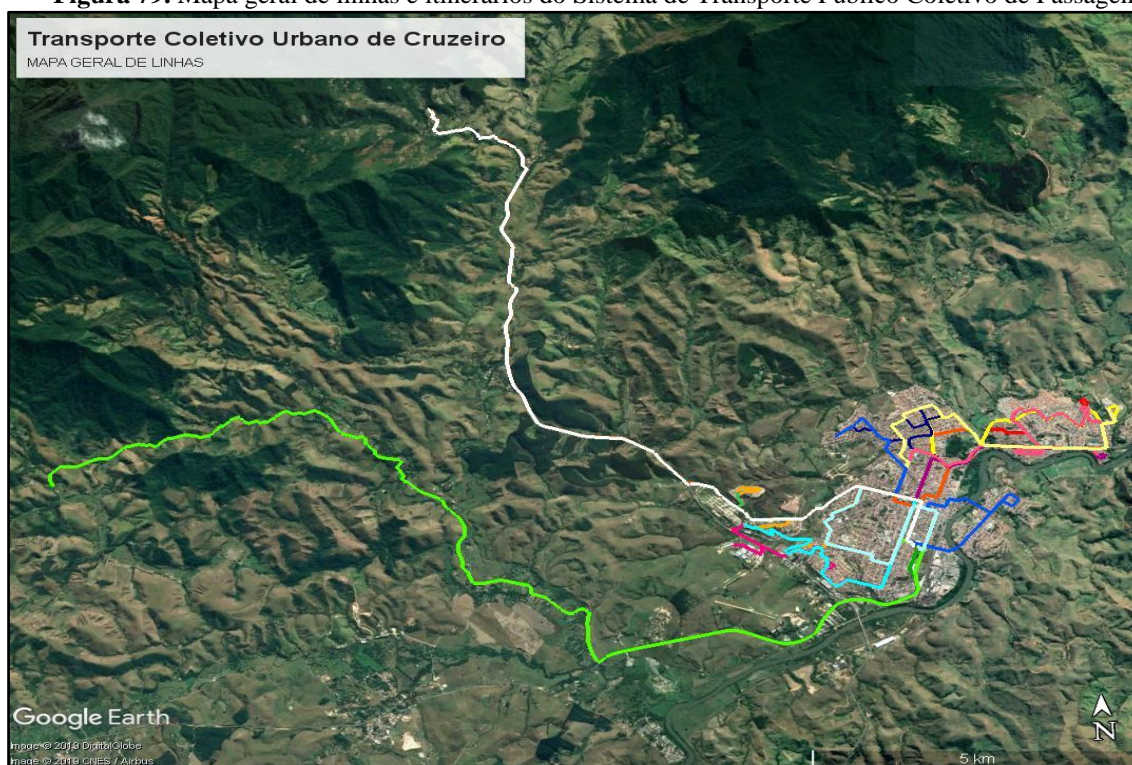 Figura 79. Mapa geral de linhas e itinerários do Sistema de Transporte Público Coletivo de Passagem
Transporte Coletivo Urbano de Cruzeiro
MAPA GERAL DE LINHAS
Google Earth
Image © 2019 DigitalGlobe
Image © 2019 CNES / Airbus
N
5 km